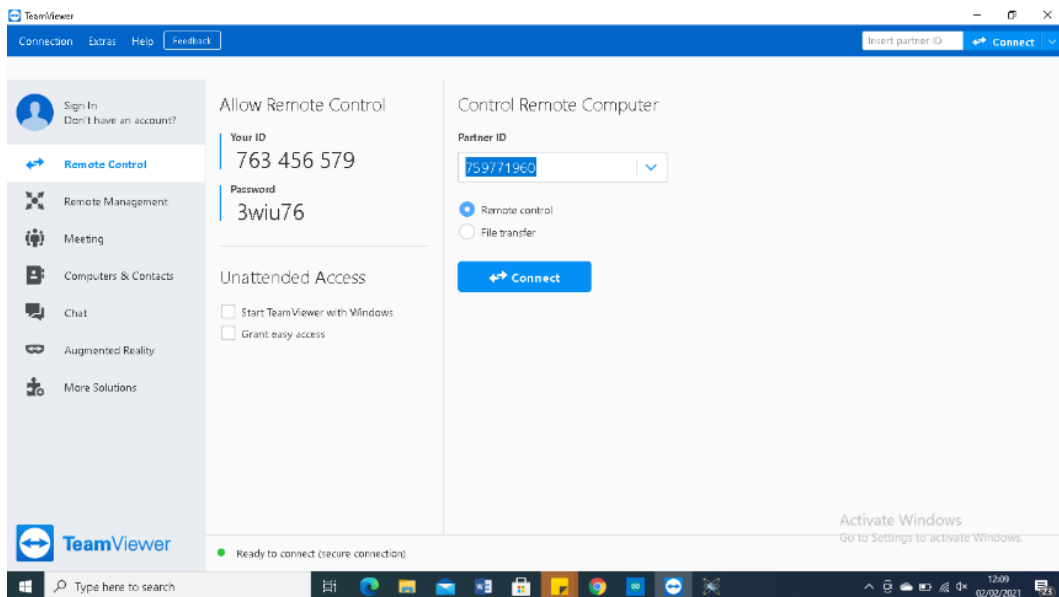 TeamViewer
Connection Extras Help Feedback
Insert partner ID
Connect
Sign In
Don't have an account?
Remote Control
Remote Management
Meeting
Computers & Contacts
Chat
Augmented Reality
More Solutions
TeamViewer
Allow Remote Control
Your ID
763 456 579
Password
3wiu76
Unattended Access
Start TeamViewer with Windows
Grant easy access
Control Remote Computer
Partner ID
759771960
Remote control
File transfer
Connect
Ready to connect (secure connection)
Activate Windows
Go to Settings to activate Windows.
Type here to search
12:09
02/02/2021
23